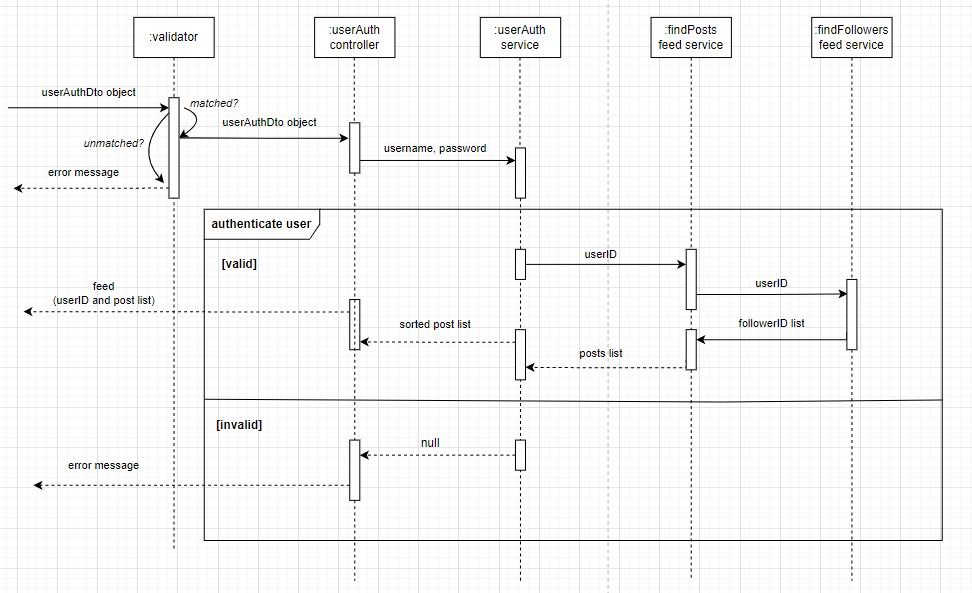 :validator
:userAuth
controller
:userAuth
service
:findPosts
feed service
:findFollowers
feed service
userAuthDto object
matched?
userAuthDto object
unmatched?
username, password
error message
authenticate user
[valid]
userID
userID
feed
(userID and post list)
sorted post list
followerID list
posts list
[invalid]
null
error message